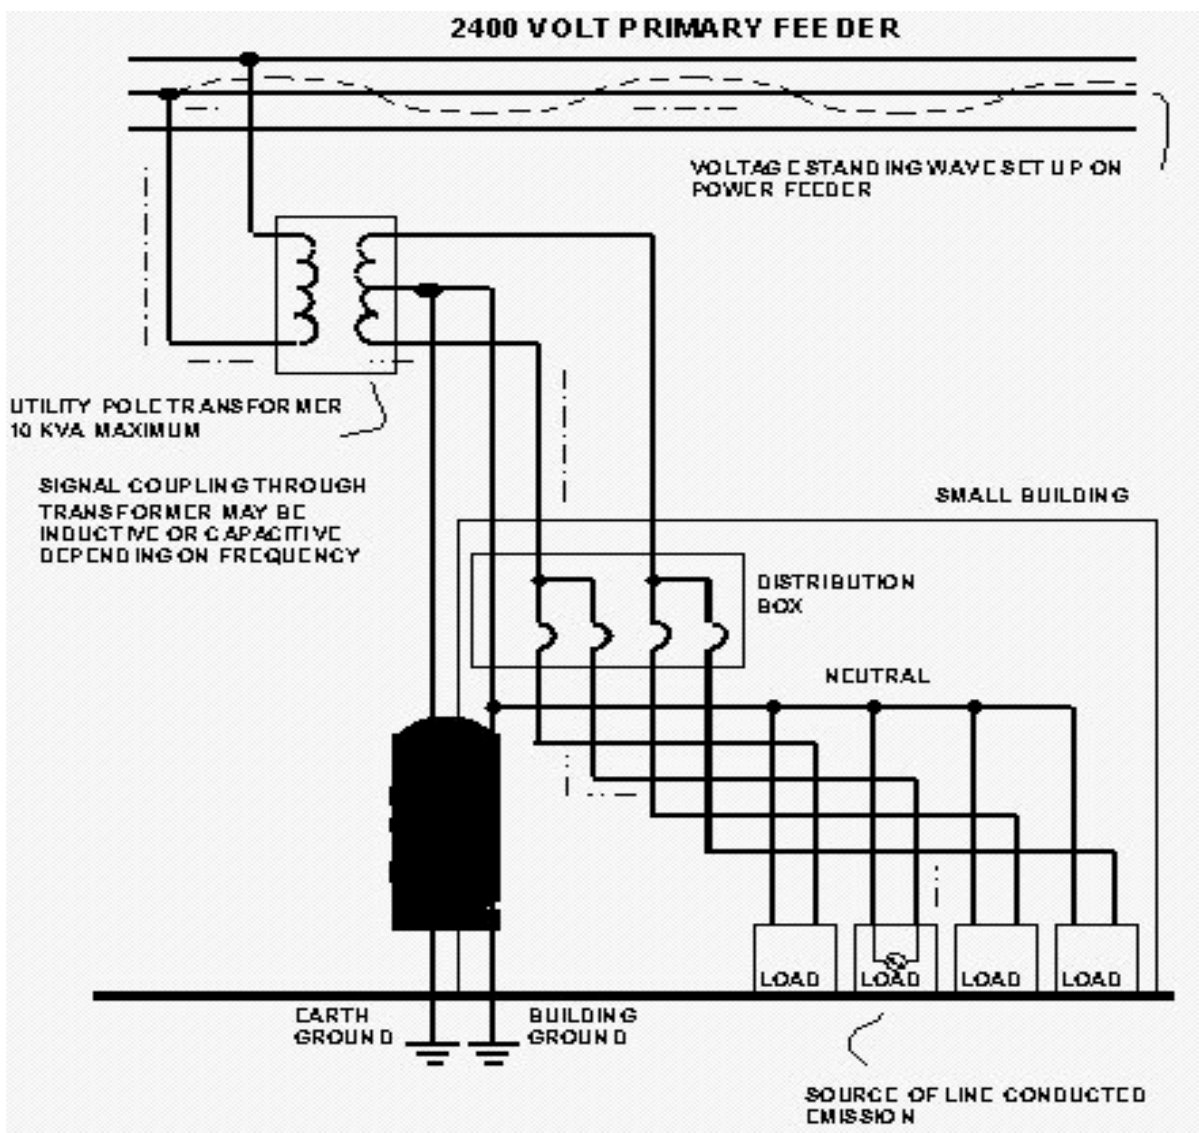 2400 VOLT PRIMARY FEEDER
VOLTAGE STANDING WAVE SET UP ON
POWER FEEDER
UTILITY POLE TRANSFORMER
10 KVA MAXIMUM
SIGNAL COUPLING THROUGH
TRANSFORMER MAY BE
INDUCTIVE OR CAPACITIVE
DEPENDING ON FREQUENCY
SMALL BUILDING
DISTRIBUTION
BOX
NEUTRAL
LOAD
LOAD
LOAD
LOAD
EARTH
GROUND
BUILDING
GROUND
SOURCE OF LINE CONDUCTED
EMISSION